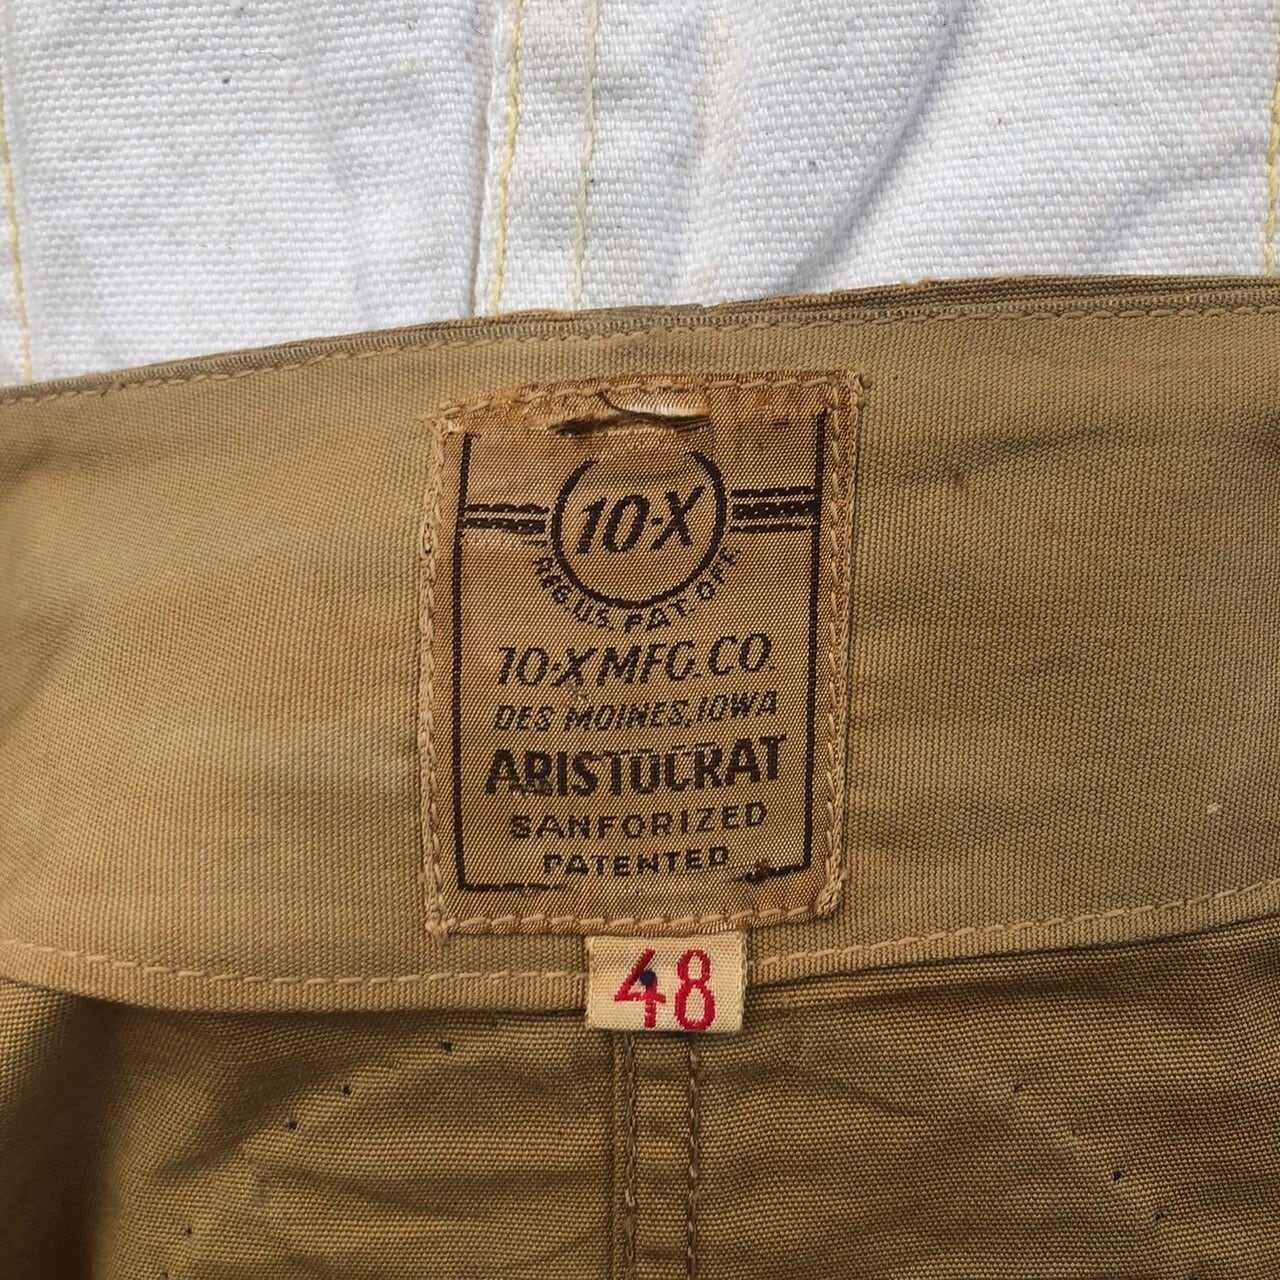 10-X
REG. U.S. PAT. OFF.
10-X MFG. CO.
DES MOINES, IOWA
ARISTOCRAT
SANFORIZED
PATENTED
48